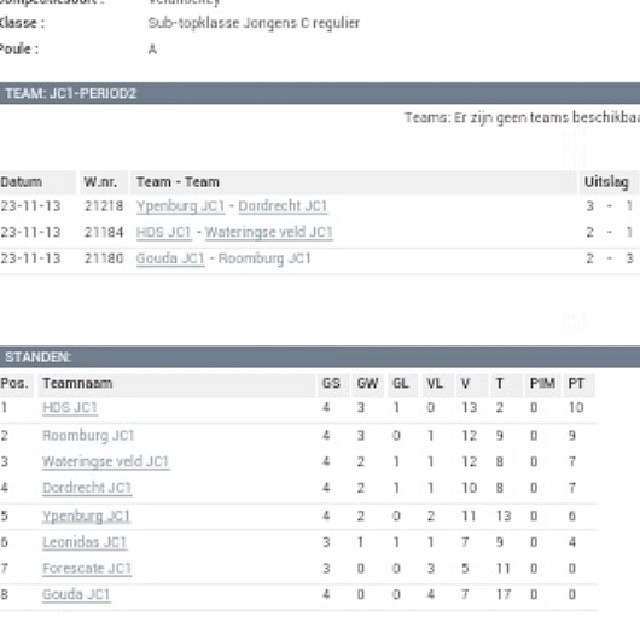 Klasse : Sub-topklasse Jongens C regulier
Poule : A
TEAM: JC1-PERIOD2
Teams: Er zijn geen teams beschikba
Datum W.nr. Team - Team Uitslag
23-11-13 21218 Ypenburg JC1 - Dordrecht JC1 3 - 1
23-11-13 21184 HDS JC1 - Wateringse veld JC1 2 - 1
23-11-13 21180 Gouda JC1 - Roomburg JC1 2 - 3
STANDEN:
Pos. Teamnaam GS GW GL VL V T PIM PT
1 HDS JC1 4 3 1 0 13 2 0 10
2 Roomburg JC1 4 3 0 1 12 9 0 9
3 Wateringse veld JC1 4 2 1 1 12 8 0 7
4 Dordrecht JC1 4 2 1 1 10 8 0 7
5 Ypenburg JC1 4 2 0 2 11 13 0 6
6 Leonidas JC1 3 1 1 1 7 9 0 4
7 Forescate JC1 3 0 0 3 5 11 0 0
8 Gouda JC1 4 0 0 4 7 17 0 0